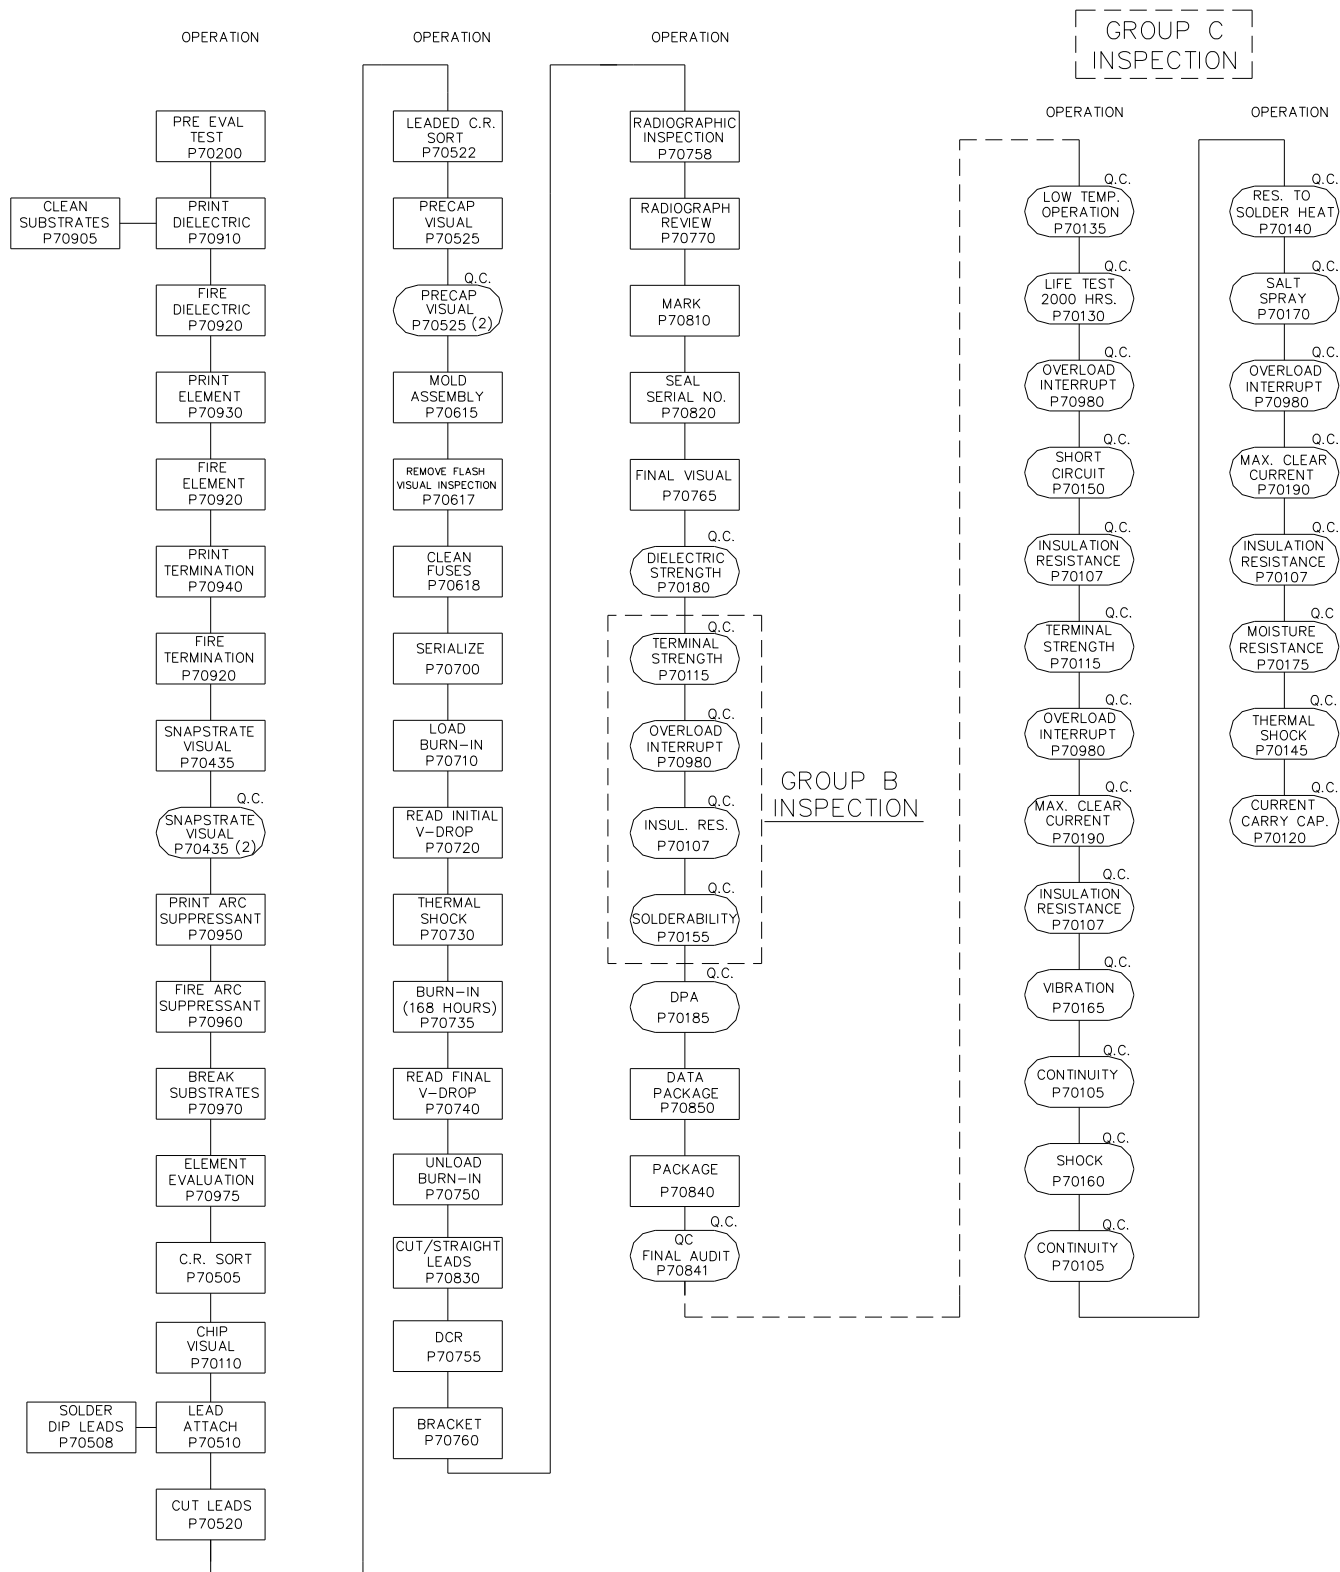 OPERATION
PRE EVAL
TEST
P70200
CLEAN
SUBSTRATES
P70905
PRINT
DIELECTRIC
P70910
FIRE
DIELECTRIC
P70920
PRINT
ELEMENT
P70930
FIRE
ELEMENT
P70920
PRINT
TERMINATION
P70940
FIRE
TERMINATION
P70920
SNAPSTRATE
VISUAL
P70435
Q.C.
SNAPSTRATE
VISUAL
P70435 (2)
PRINT ARC
SUPPRESSANT
P70950
FIRE ARC
SUPPRESSANT
P70960
BREAK
SUBSTRATES
P70970
ELEMENT
EVALUATION
P70975
C.R. SORT
P70505
CHIP
VISUAL
P70110
SOLDER
DIP LEADS
P70508
LEAD
ATTACH
P70510
CUT LEADS
P70520
OPERATION
LEADED C.R.
SORT
P70522
PRECAP
VISUAL
P70525
Q.C.
PRECAP
VISUAL
P70525 (2)
MOLD
ASSEMBLY
P70615
REMOVE FLASH
VISUAL INSPECTION
P70617
CLEAN
FUSES
P70618
SERIALIZE
P70700
LOAD
BURN-IN
P70710
READ INITIAL
V-DROP
P70720
THERMAL
SHOCK
P70730
BURN-IN
(168 HOURS)
P70735
READ FINAL
V-DROP
P70740
UNLOAD
BURN-IN
P70750
CUT/STRAIGHT
LEADS
P70830
DCR
P70755
BRACKET
P70760
OPERATION
RADIOGRAPHIC
INSPECTION
P70758
RADIOGRAPH
REVIEW
P70770
MARK
P70810
SEAL
SERIAL NO.
P70820
FINAL VISUAL
P70765
Q.C.
DIELECTRIC
STRENGTH
P70180
Q.C.
TERMINAL
STRENGTH
P70115
Q.C.
OVERLOAD
INTERRUPT
P70980
Q.C.
INSUL. RES.
P70107
Q.C.
SOLDERABILITY
P70155
GROUP B
INSPECTION
Q.C.
DPA
P70185
DATA
PACKAGE
P70850
PACKAGE
P70840
Q.C.
QC
FINAL AUDIT
P70841
GROUP C
INSPECTION
OPERATION
Q.C.
LOW TEMP.
OPERATION
P70135
Q.C.
LIFE TEST
2000 HRS.
P70130
Q.C.
OVERLOAD
INTERRUPT
P70980
Q.C.
SHORT
CIRCUIT
P70150
Q.C.
INSULATION
RESISTANCE
P70107
Q.C.
TERMINAL
STRENGTH
P70115
Q.C.
OVERLOAD
INTERRUPT
P70980
Q.C.
MAX. CLEAR
CURRENT
P70190
Q.C.
INSULATION
RESISTANCE
P70107
Q.C.
VIBRATION
P70165
Q.C.
CONTINUITY
P70105
Q.C.
SHOCK
P70160
Q.C.
CONTINUITY
P70105
OPERATION
Q.C.
RES. TO
SOLDER HEAT
P70140
Q.C.
SALT
SPRAY
P70170
Q.C.
OVERLOAD
INTERRUPT
P70980
Q.C.
MAX. CLEAR
CURRENT
P70190
Q.C.
INSULATION
RESISTANCE
P70107
Q.C
MOISTURE
RESISTANCE
P70175
Q.C.
THERMAL
SHOCK
P70145
Q.C.
CURRENT
CARRY CAP.
P70120